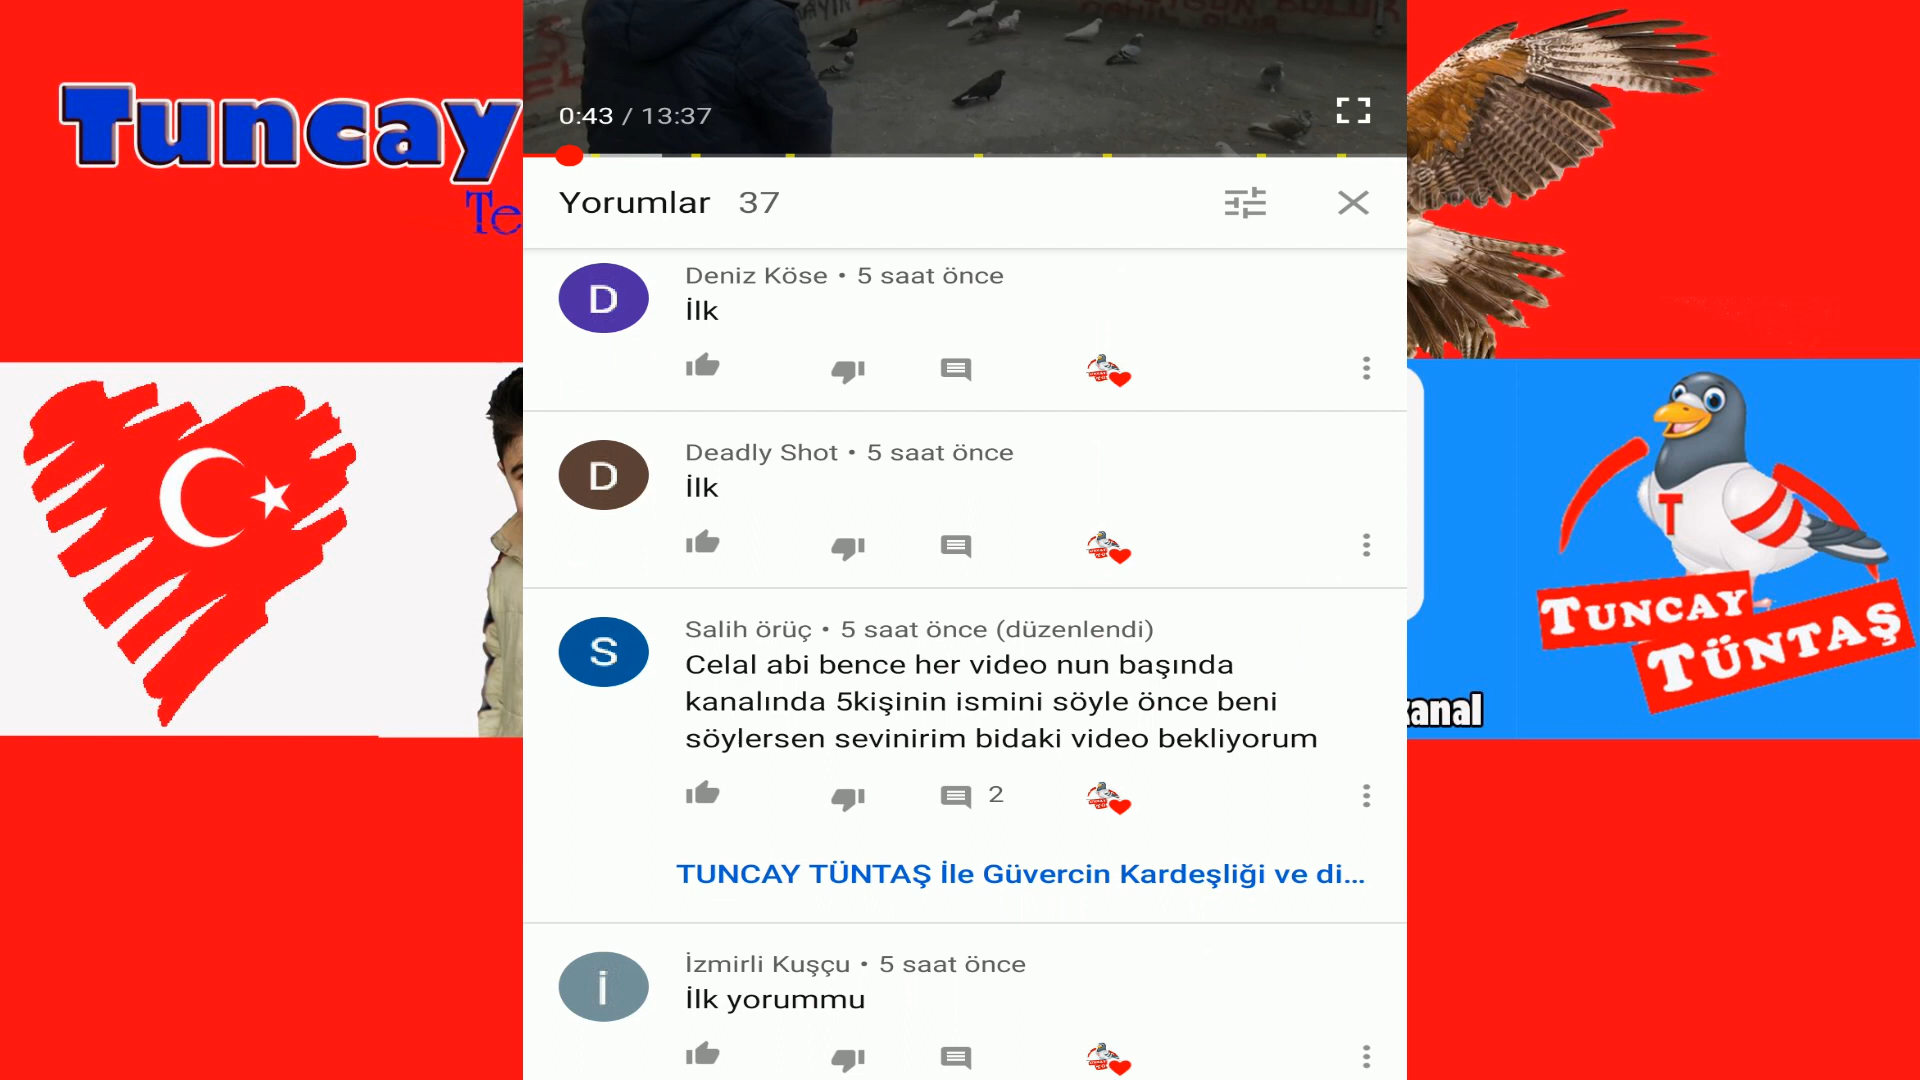 Tuncay
Te
0:43 / 13:37
Yorumlar 37
D
Deniz Köse • 5 saat önce
İlk
D
Deadly Shot • 5 saat önce
İlk
S
Salih örüç • 5 saat önce (düzenlendi)
Celal abi bence her video nun başında
kanalında 5kişinin ismini söyle önce beni
söylersen sevinirim bidaki video bekliyorum
2
TUNCAY TÜNTAŞ İle Güvercin Kardeşliği ve di...
İ
İzmirli Kuşçu • 5 saat önce
İlk yorummu
T
TUNCAY
TÜNTAŞ
kanal